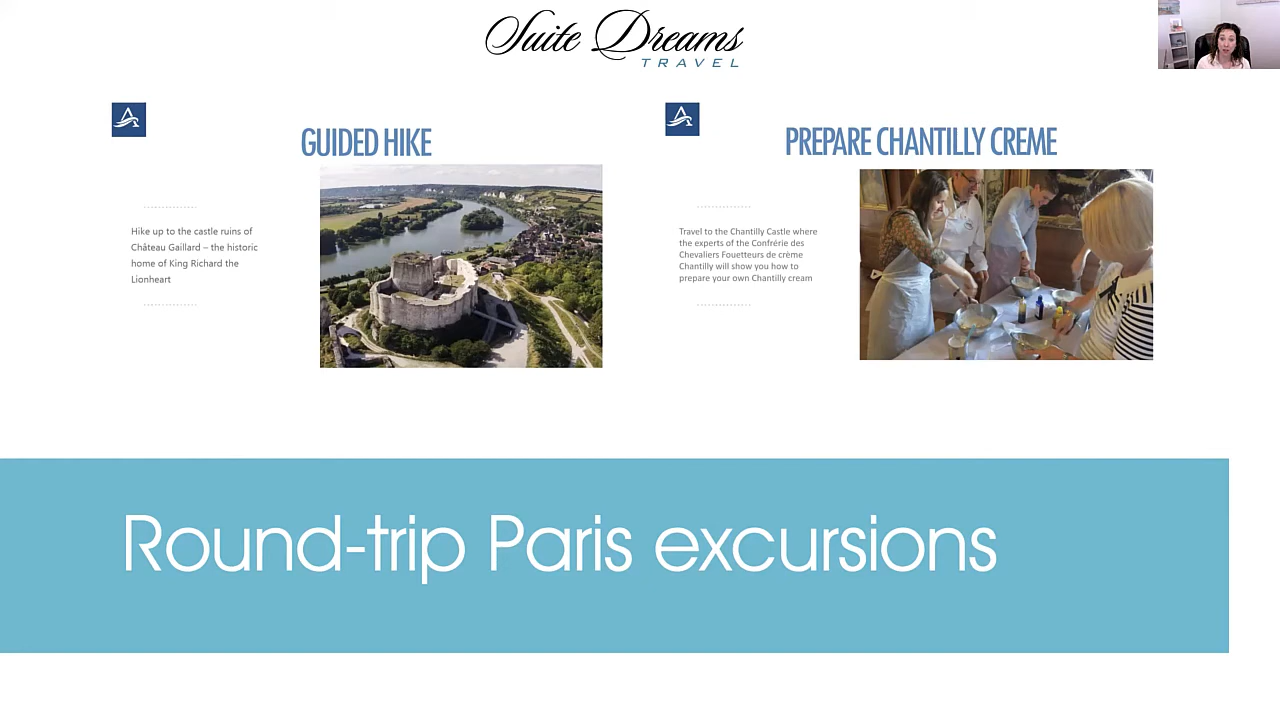 Suite Dreams
TRAVEL
GUIDED HIKE
Hike up to the castle ruins of
Château Gaillard – the historic
home of King Richard the
Lionheart
PREPARE CHANTILLY CREME
Travel to the Chantilly Castle where
the experts of the Confrérie des
Chevaliers Fouetteurs de crème
Chantilly will show you how to
prepare your own Chantilly cream
Round-trip Paris excursions